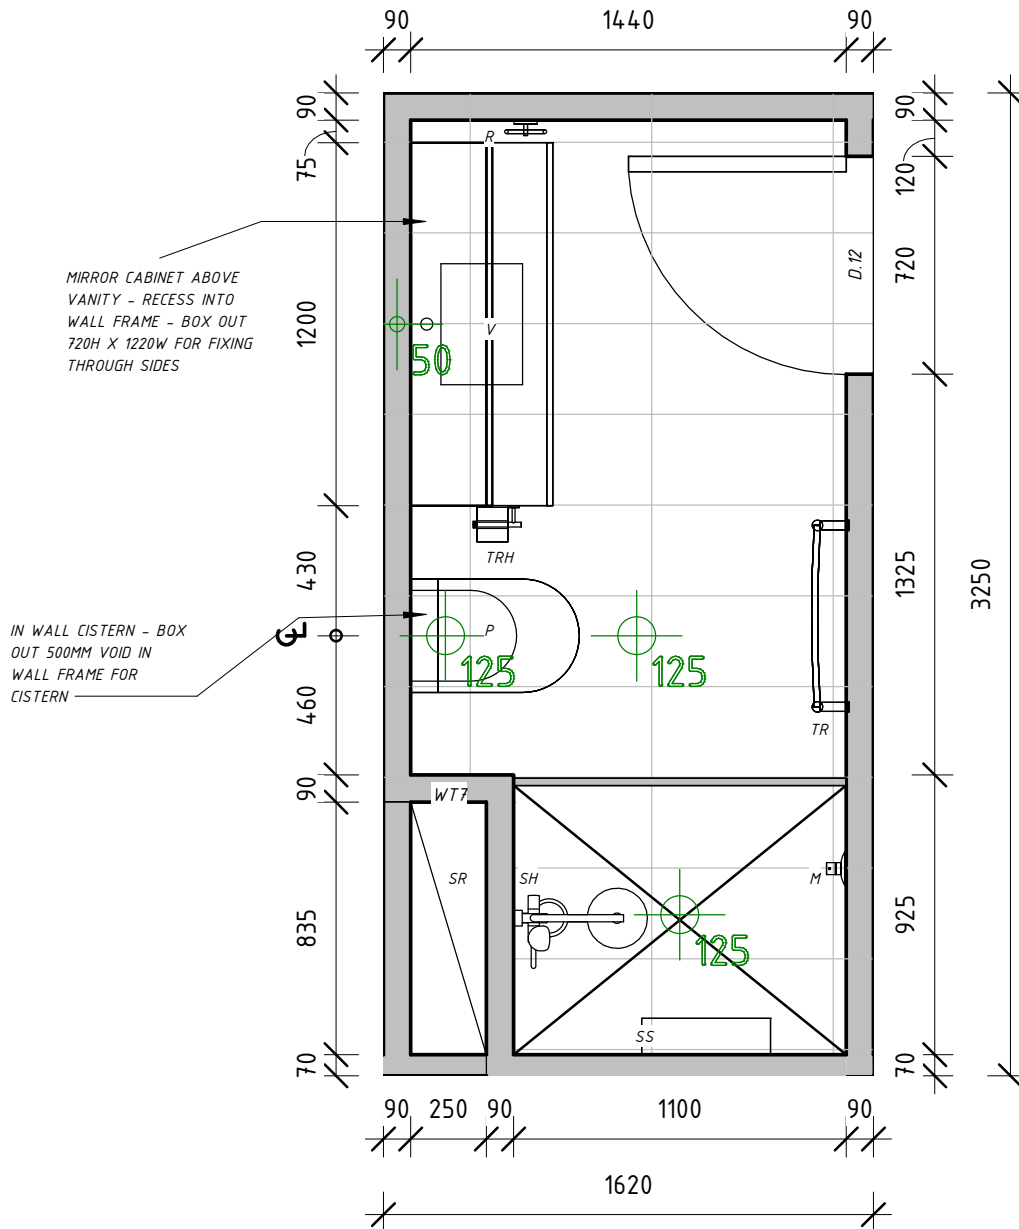 90
1440
90
90
75
1200
430
460
90
835
70
90
120
720
1325
925
70
3250
R
D.12
MIRROR CABINET ABOVE
VANITY - RECESS INTO
WALL FRAME - BOX OUT
720H X 1220W FOR FIXING
THROUGH SIDES
V
50
TRH
IN WALL CISTERN - BOX
OUT 500MM VOID IN
WALL FRAME FOR
CISTERN
CL
P
125
125
TR
WT7
SR
SH
M
125
SS
90
250
90
1100
90
1620